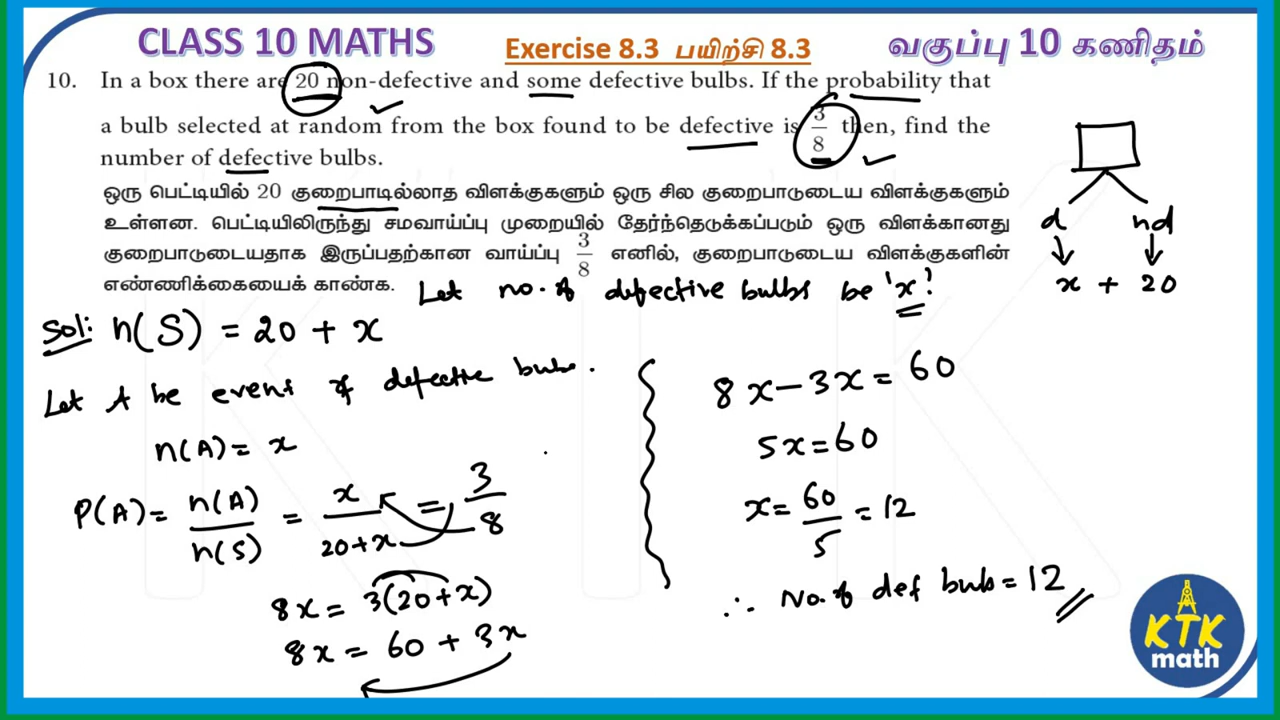 CLASS 10 MATHS Exercise 8.3 பயிற்சி 8.3 வகுப்பு 10 கணிதம்
10. In a box there are 20 non-defective and some defective bulbs. If the probability that
a bulb selected at random from the box found to be defective is 3/8 then, find the
number of defective bulbs.
ஒரு பெட்டியில் 20 குறைபாடில்லாத விளக்குகளும் ஒரு சில குறைபாடுடைய விளக்குகளும்
உள்ளன. பெட்டியிலிருந்து சமவாய்ப்பு முறையில் தேர்ந்தெடுக்கப்படும் ஒரு விளக்கானது
குறைபாடுடையதாக இருப்பதற்கான வாய்ப்பு 3/8 எனில், குறைபாடுடைய விளக்குகளின்
எண்ணிக்கையைக் காண்க.
d nd
x + 20
Let no. of defective bulbs be 'x'.
Sol: n(S) = 20 + x
Let A be event of defective bubs.
n(A) = x
P(A) = n(A)/n(S) = x/20+x = 3/8
8x = 3(20+x)
8x = 60 + 3x
8x - 3x = 60
5x = 60
x = 60/5 = 12
∴ No. of def bub = 12
KTK
math